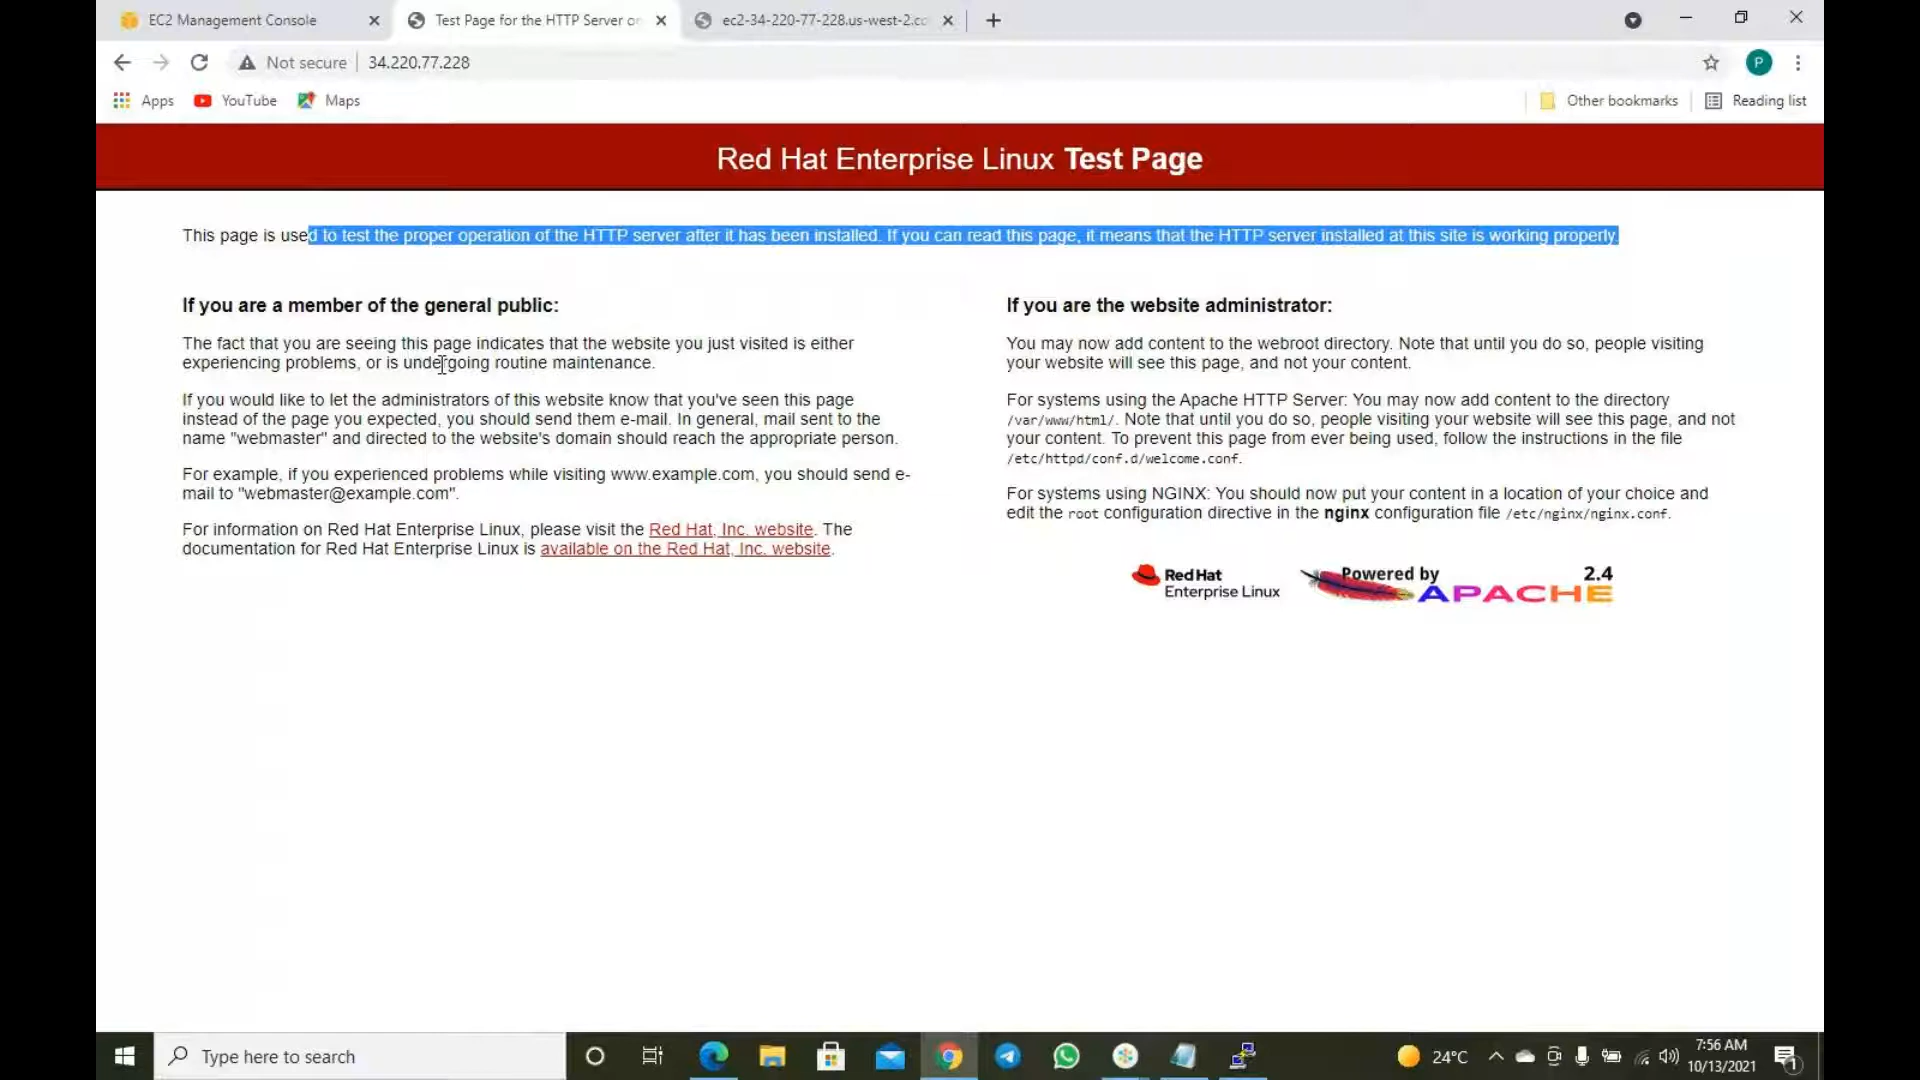 EC2 Management Console
Test Page for the HTTP Server on
ec2-34-220-77-228.us-west-2.co
Not secure
34.220.77.228
P
Apps
YouTube
Maps
Other bookmarks
Reading list
Red Hat Enterprise Linux Test Page
This page is used to test the proper operation of the HTTP server after it has been installed. If you can read this page, it means that the HTTP server installed at this site is working properly.
If you are a member of the general public:
The fact that you are seeing this page indicates that the website you just visited is either
experiencing problems, or is undergoing routine maintenance.
If you would like to let the administrators of this website know that you've seen this page
instead of the page you expected, you should send them e-mail. In general, mail sent to the
name "webmaster" and directed to the website's domain should reach the appropriate person.
For example, if you experienced problems while visiting www.example.com, you should send e-
mail to "webmaster@example.com".
For information on Red Hat Enterprise Linux, please visit the Red Hat, Inc. website. The
documentation for Red Hat Enterprise Linux is available on the Red Hat, Inc. website.
If you are the website administrator:
You may now add content to the webroot directory. Note that until you do so, people visiting
your website will see this page, and not your content.
For systems using the Apache HTTP Server: You may now add content to the directory
/var/www/html/. Note that until you do so, people visiting your website will see this page, and not
your content. To prevent this page from ever being used, follow the instructions in the file
/etc/httpd/conf.d/welcome.conf.
For systems using NGINX: You should now put your content in a location of your choice and
edit the root configuration directive in the nginx configuration file /etc/nginx/nginx.conf.
Red Hat
Enterprise Linux
Powered by
APACHE
2.4
Type here to search
24°C
7:56 AM
10/13/2021
1